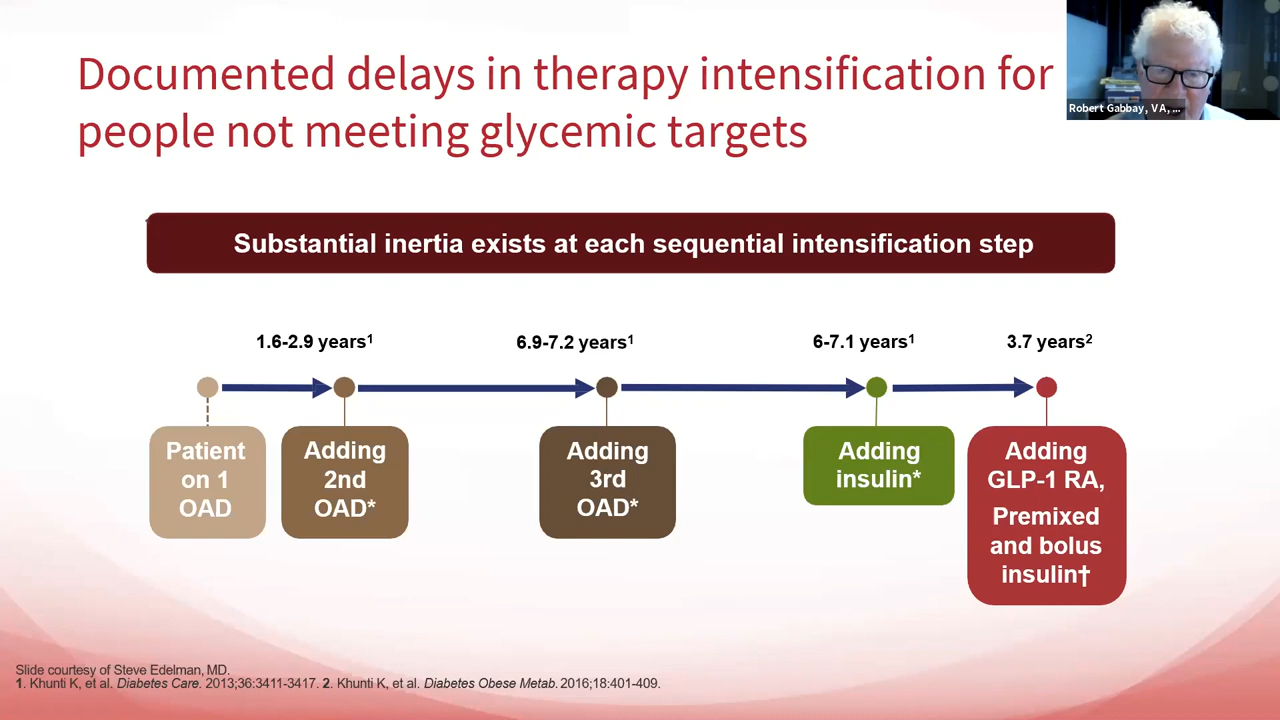 Documented delays in therapy intensification for
people not meeting glycemic targets
Robert Gabbay, VA, ...
Substantial inertia exists at each sequential intensification step
1.6-2.9 years¹
6.9-7.2 years¹
6-7.1 years¹
3.7 years²
Patient
on 1
OAD
Adding
2nd
OAD*
Adding
3rd
OAD*
Adding
insulin*
Adding
GLP-1 RA,
Premixed
and bolus
insulin†
Slide courtesy of Steve Edelman, MD.
1. Khunti K, et al. Diabetes Care. 2013;36:3411-3417. 2. Khunti K, et al. Diabetes Obese Metab. 2016;18:401-409.